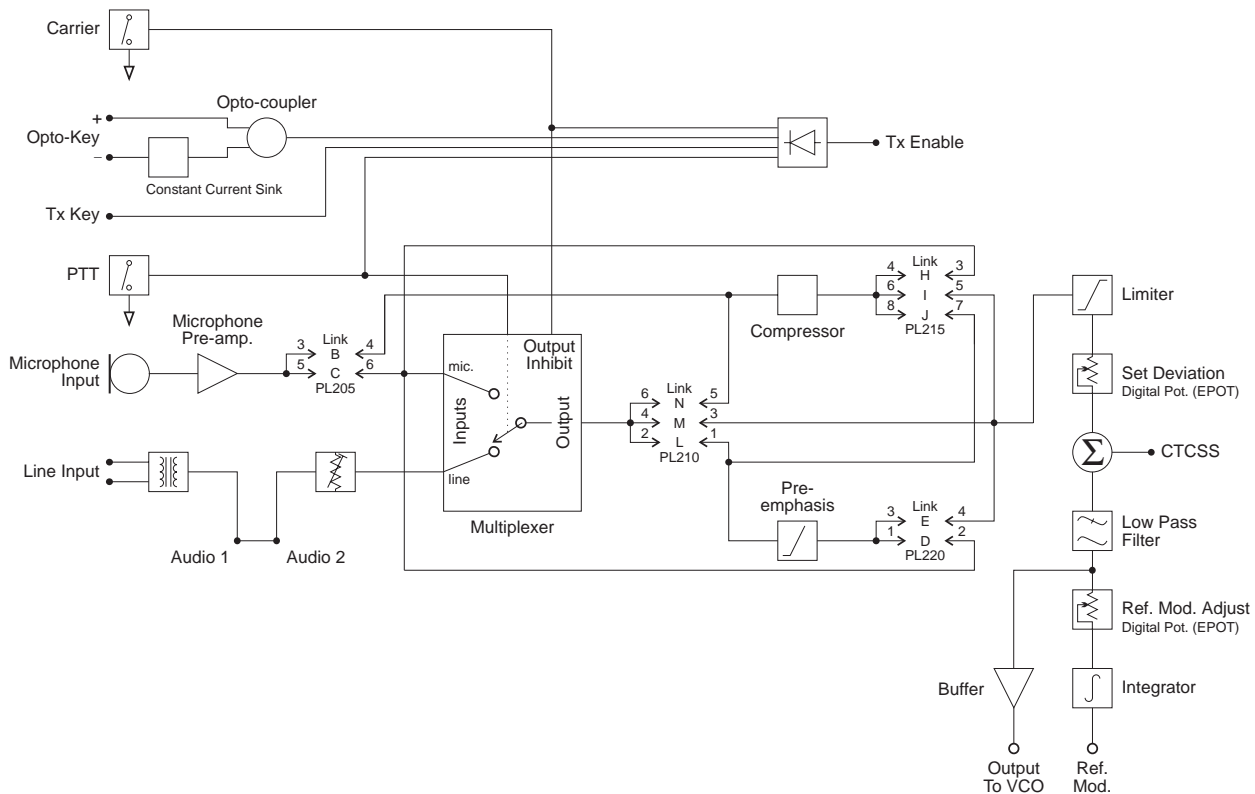 Carrier
Opto-coupler
+
Opto-Key
–
Constant Current Sink
Tx Enable
Tx Key
PTT
Microphone
Pre-amp.
Microphone
Input
3
5
Link
B
C
4
6
PL205
mic.
Output
Inhibit
Inputs
Output
line
Multiplexer
Line Input
Audio 1
Audio 2
6
4
2
Link
N
M
L
5
3
1
PL210
Compressor
4
6
8
Link
H
I
J
3
5
7
PL215
Pre-
emphasis
3
1
Link
E
D
4
2
PL220
Limiter
Set Deviation
Digital Pot. (EPOT)
Σ
CTCSS
Low Pass
Filter
Ref. Mod. Adjust
Digital Pot. (EPOT)
Buffer
Integrator
Output
To VCO
Ref.
Mod.